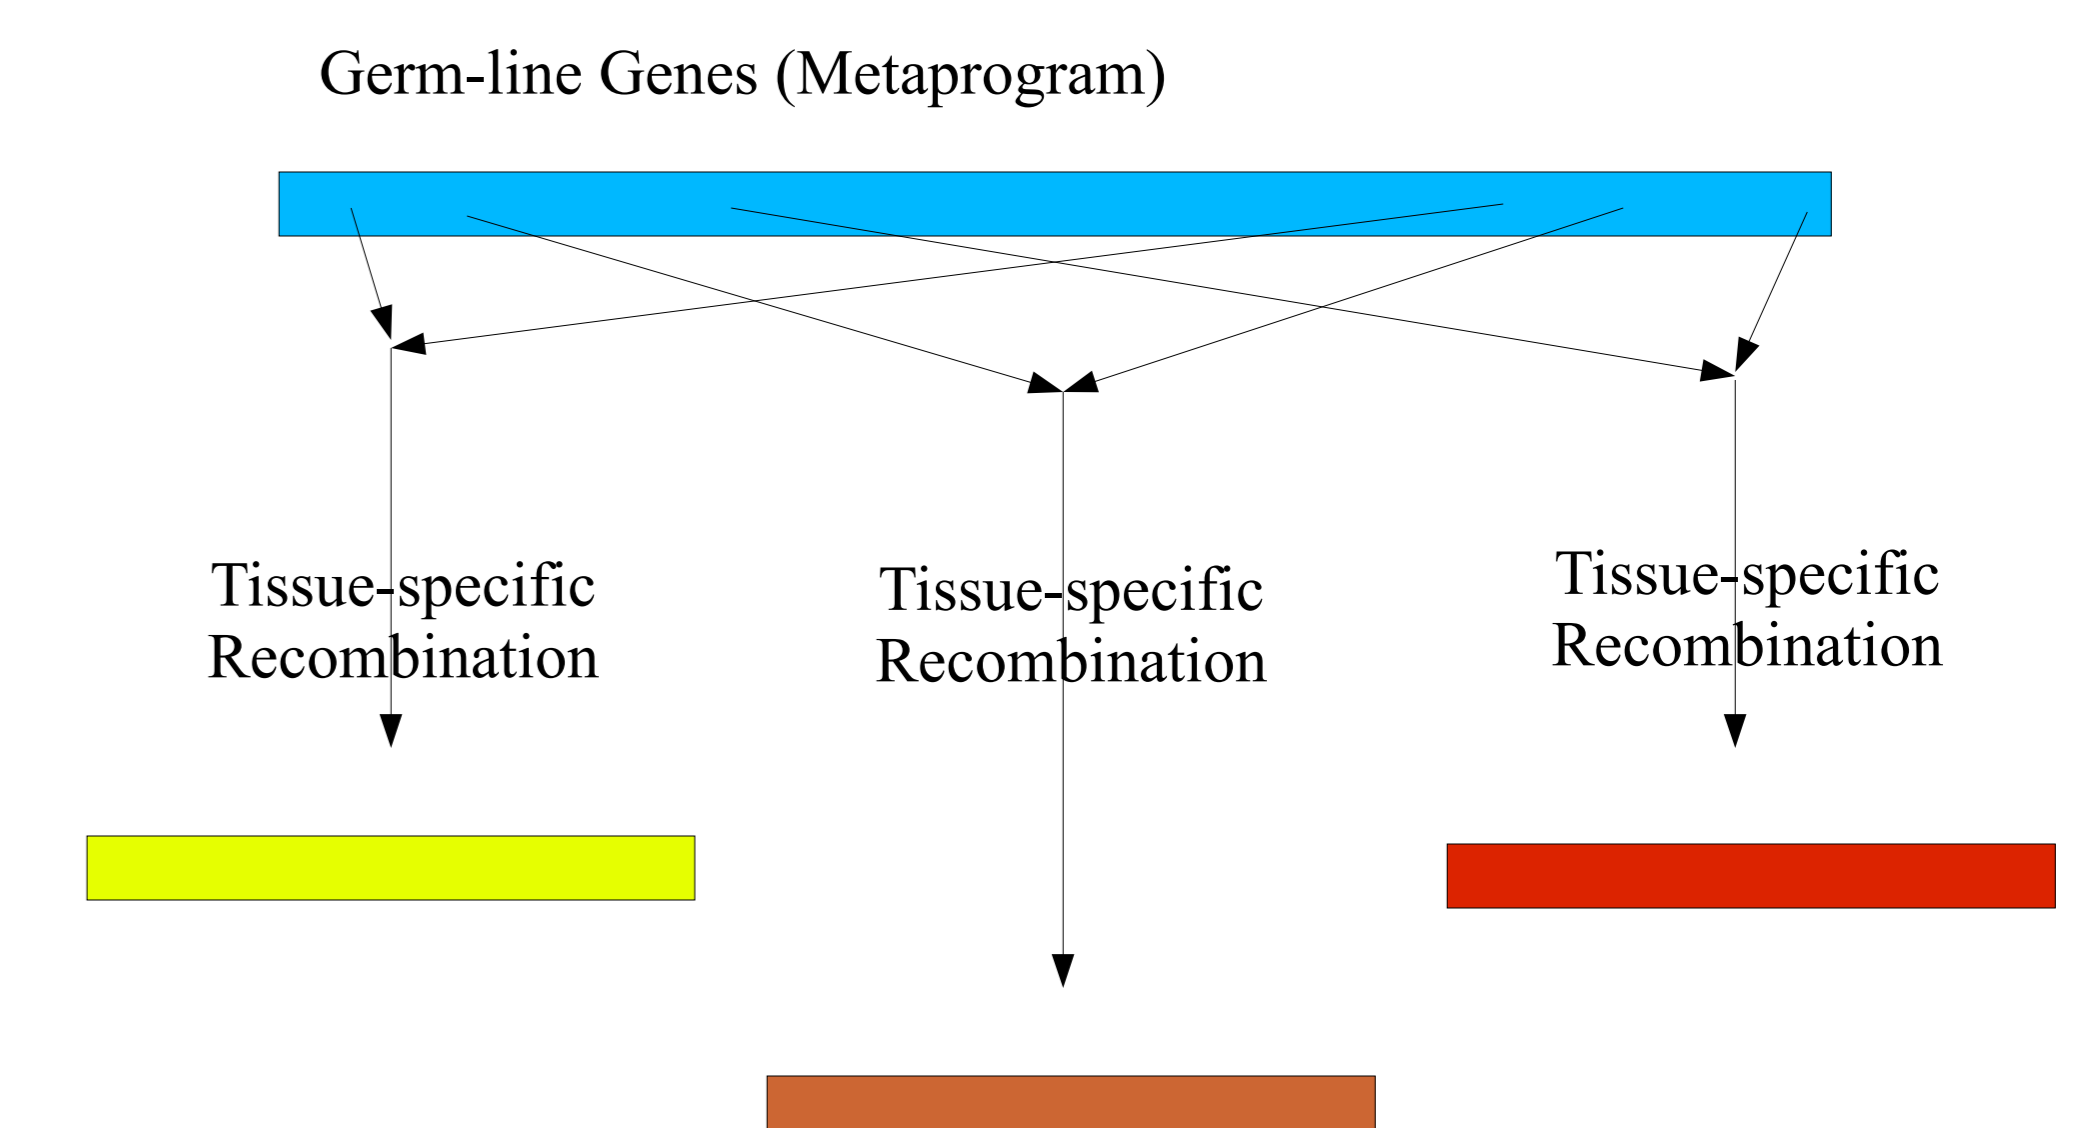 Germ-line Genes (Metaprogram)
Tissue-specific
Recombination
Tissue-specific
Recombination
Tissue-specific
Recombination